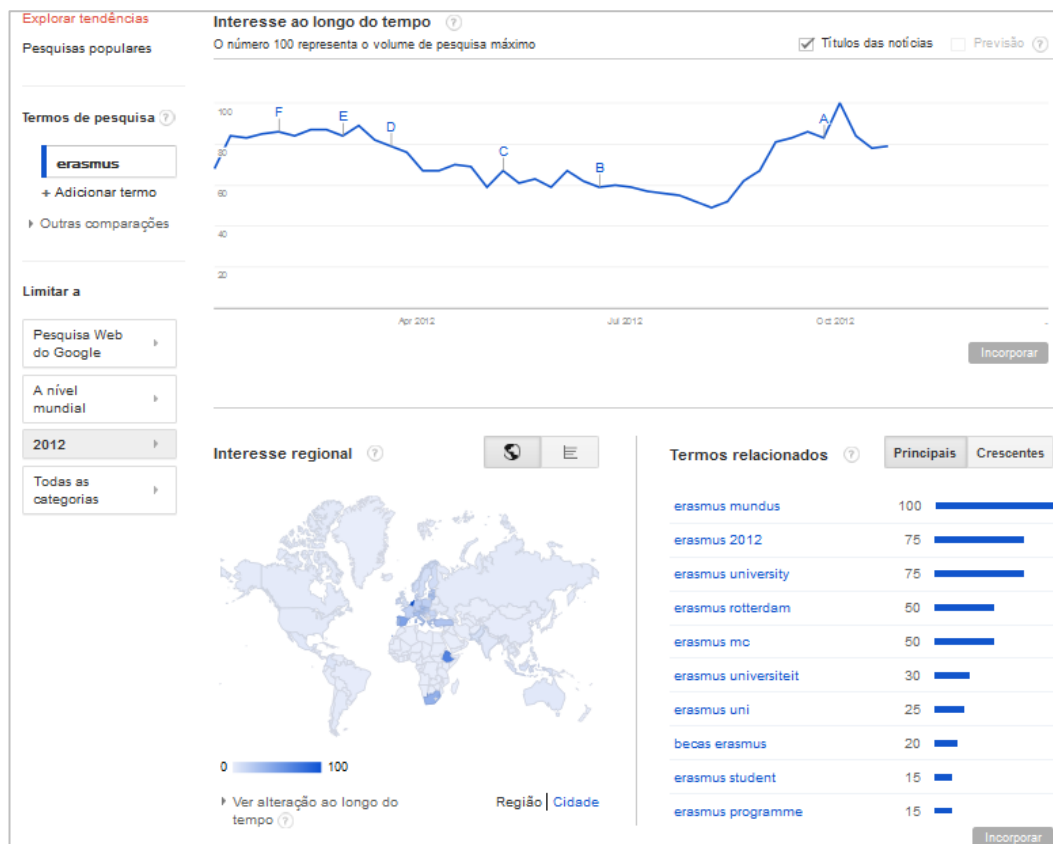 Explorar tendências
Pesquisas populares
Termos de pesquisa ?
erasmus
+ Adicionar termo
Outras comparações
Limitar a
Pesquisa Web
do Google
A nível
mundial
2012
Todas as
categorias
Interesse ao longo do tempo ?
O número 100 representa o volume de pesquisa máximo
Títulos das notícias Previsão ?
100
80
60
40
20
F
E
D
C
B
A
Apr 2012 Jul 2012 Oct 2012
Incorporar
Interesse regional ?
0 100
Ver alteração ao longo do
tempo ?
Região | Cidade
Termos relacionados ? Principais Crescentes
erasmus mundus 100
erasmus 2012 75
erasmus university 75
erasmus rotterdam 50
erasmus mc 50
erasmus universiteit 30
erasmus uni 25
becas erasmus 20
erasmus student 15
erasmus programme 15
Incorporar